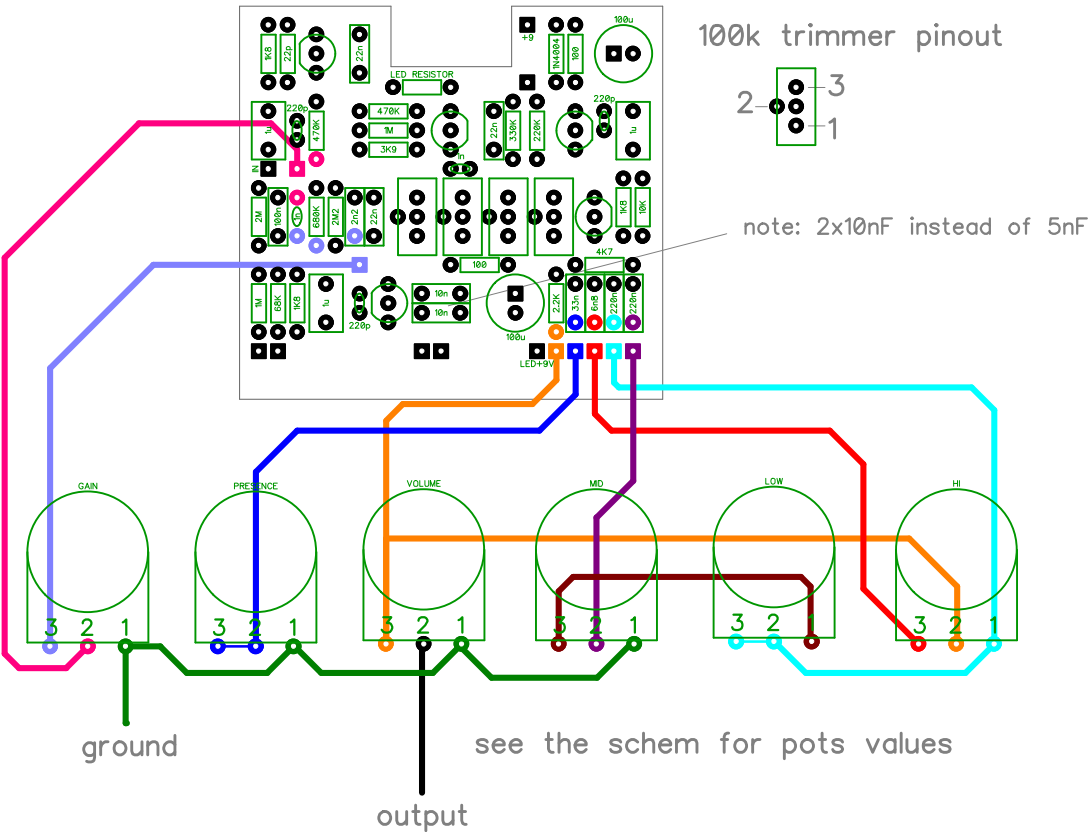 100k trimmer pinout
3
2
1
100u
1K8
22p
22n
+9
1N4004
100
LED RESISTOR
1u
220p
470K
470K
1M
3K9
22n
330K
220K
220p
1u
1n
IN
2M
100n
1n
680K
2M2
2n2
22n
1K8
10K
note: 2x10nF instead of 5nF
4K7
100
1M
68K
1K8
1u
220p
10n
10n
100u
2.2K
33n
6n8
220n
220n
LED+9V
GAIN
PRESENCE
VOLUME
MID
LOW
HI
3 2 1
3 2 1
3 2 1
3 2 1
3 2 1
3 2 1
ground
see the schem for pots values
output